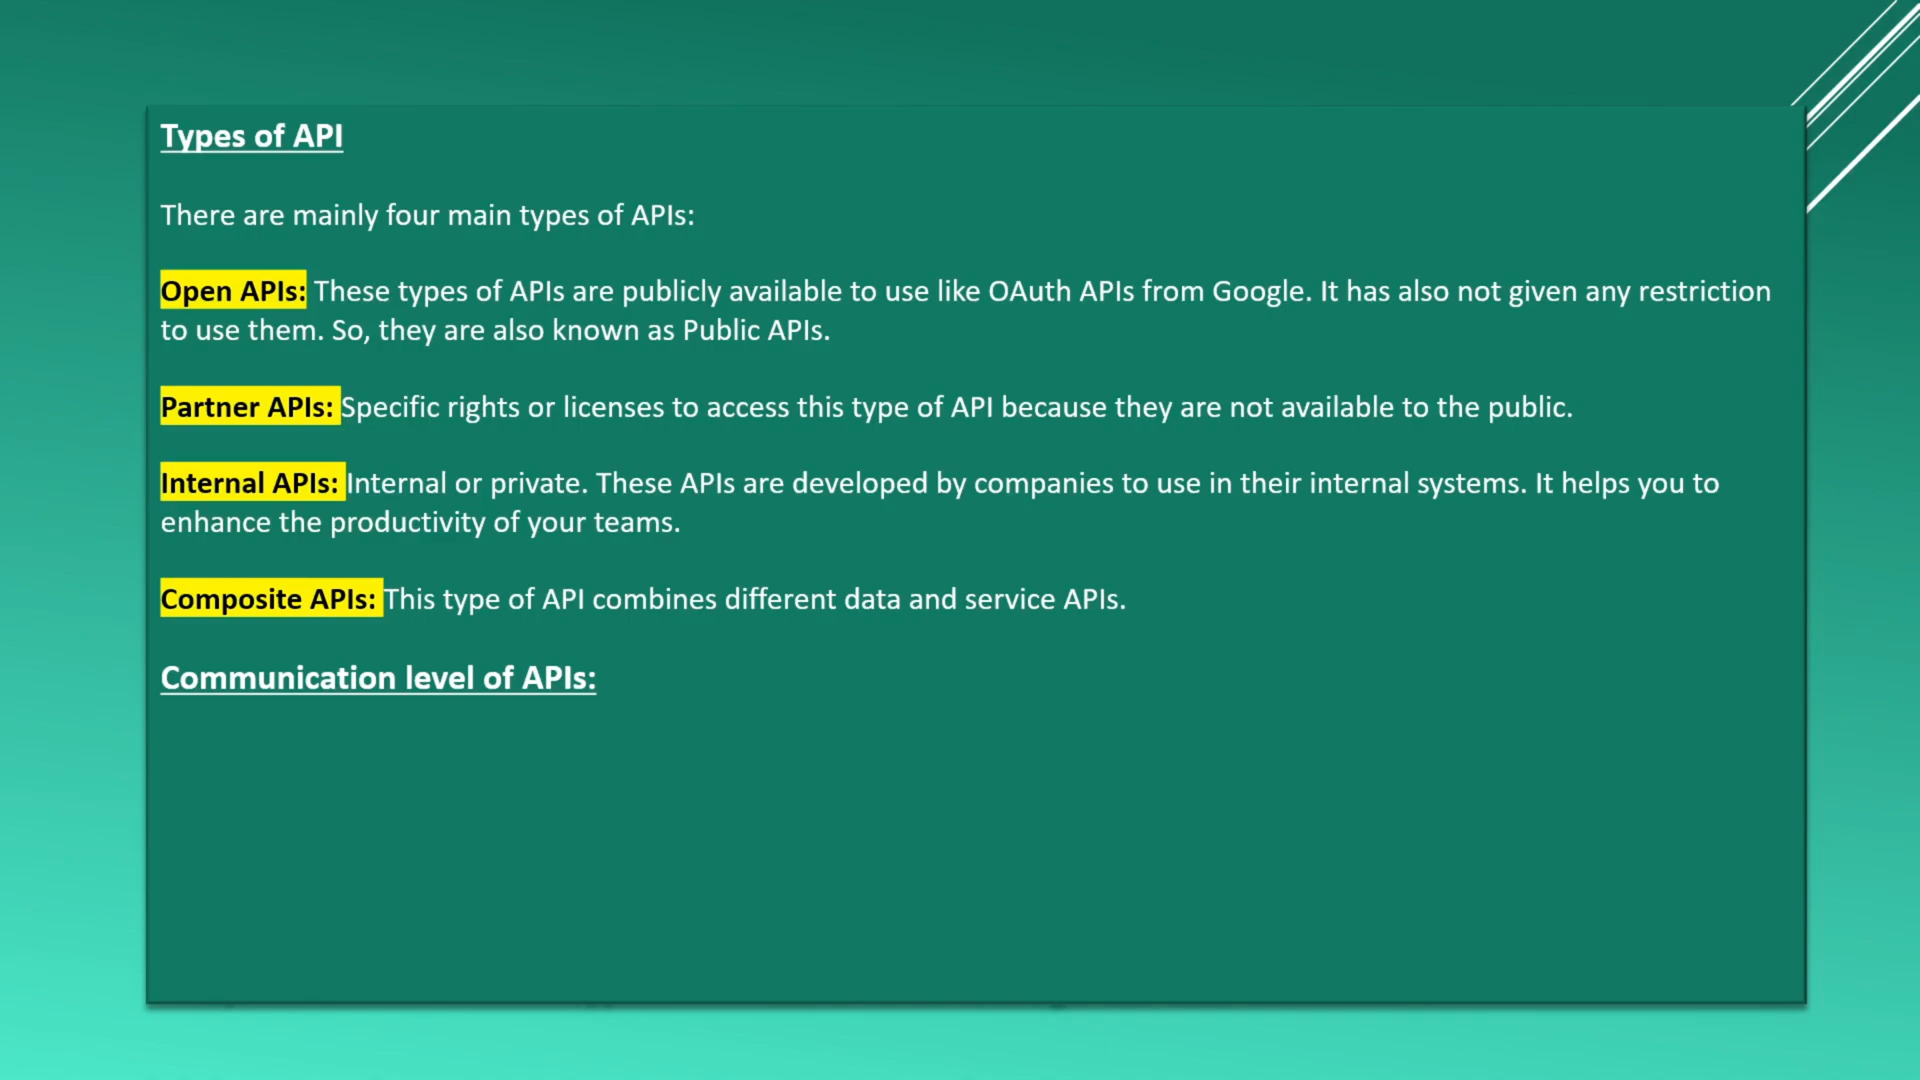 Types of API
There are mainly four main types of APIs:
Open APIs: These types of APIs are publicly available to use like OAuth APIs from Google. It has also not given any restriction
to use them. So, they are also known as Public APIs.
Partner APIs: Specific rights or licenses to access this type of API because they are not available to the public.
Internal APIs: Internal or private. These APIs are developed by companies to use in their internal systems. It helps you to
enhance the productivity of your teams.
Composite APIs: This type of API combines different data and service APIs.
Communication level of APIs: